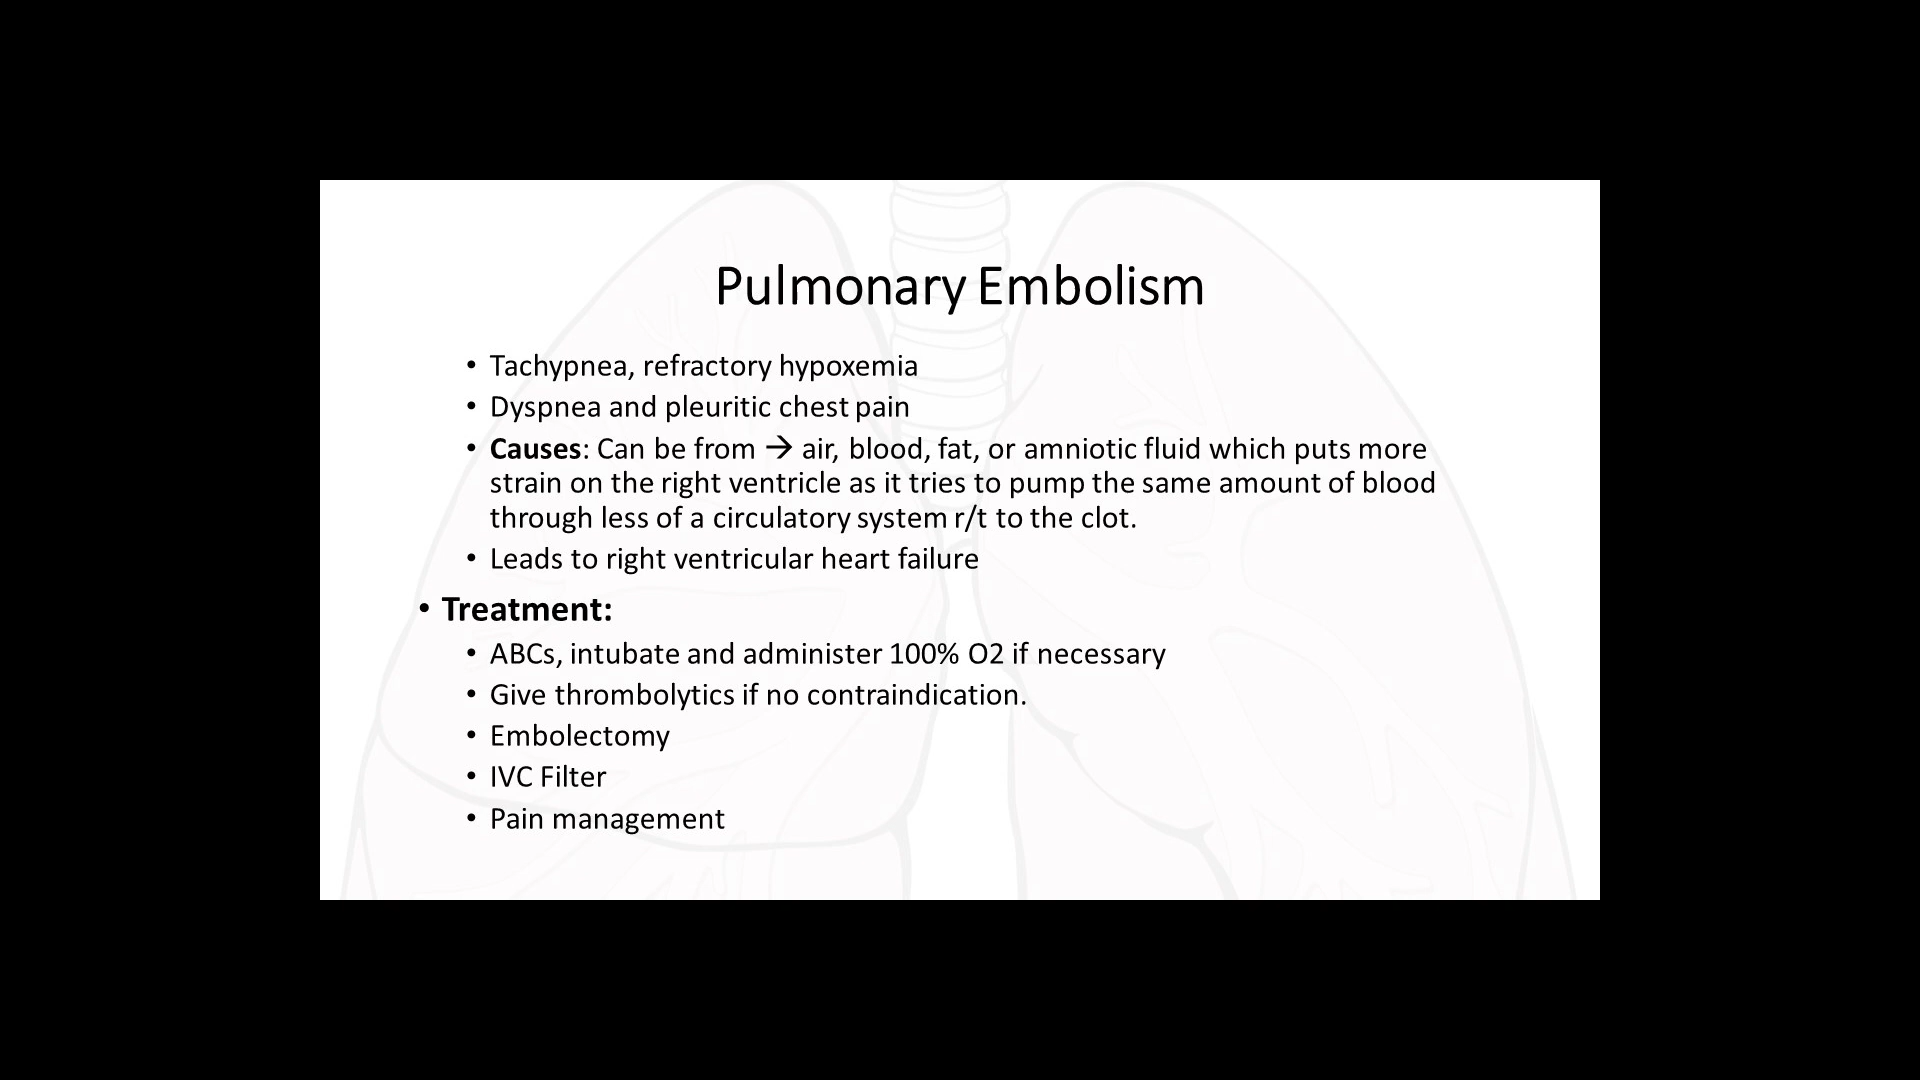 Pulmonary Embolism
• Tachypnea, refractory hypoxemia
• Dyspnea and pleuritic chest pain
• Causes: Can be from → air, blood, fat, or amniotic fluid which puts more
strain on the right ventricle as it tries to pump the same amount of blood
through less of a circulatory system r/t to the clot.
• Leads to right ventricular heart failure
• Treatment:
• ABCs, intubate and administer 100% O2 if necessary
• Give thrombolytics if no contraindication.
• Embolectomy
• IVC Filter
• Pain management